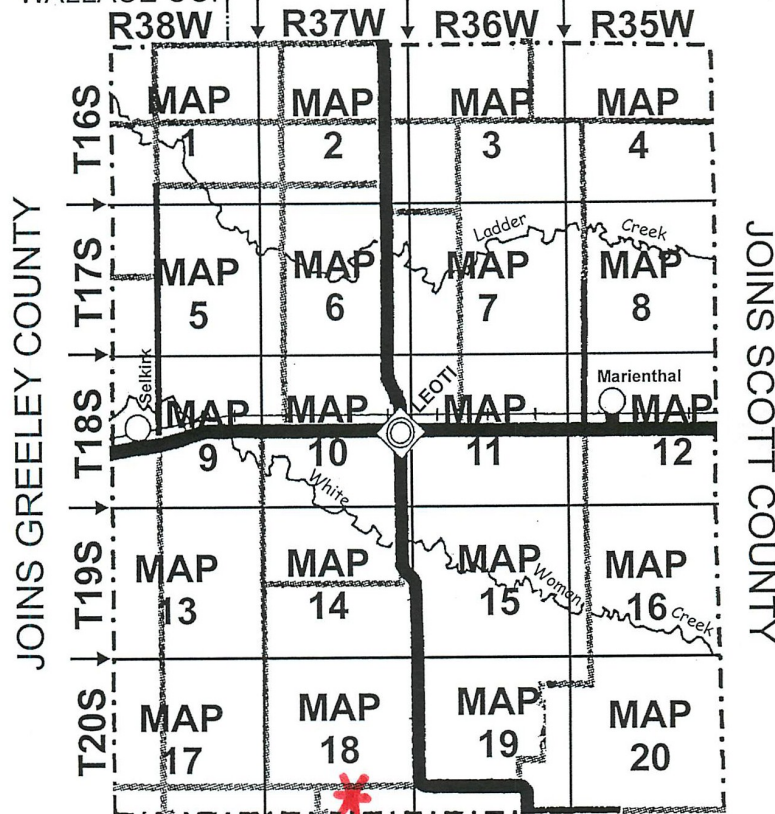 WALLACE CO.
R38W R37W R36W R35W
T16S
MAP 1
MAP 2
MAP 3
MAP 4
T17S
Ladder Creek
MAP 5
MAP 6
MAP 7
MAP 8
T18S
Selkirk
LEOTI
Marienthal
MAP 9
MAP 10
MAP 11
MAP 12
White Woman Creek
T19S
MAP 13
MAP 14
MAP 15
MAP 16
T20S
MAP 17
MAP 18
MAP 19
MAP 20
JOINS GREELEY COUNTY
JOINS SCOTT COUNTY